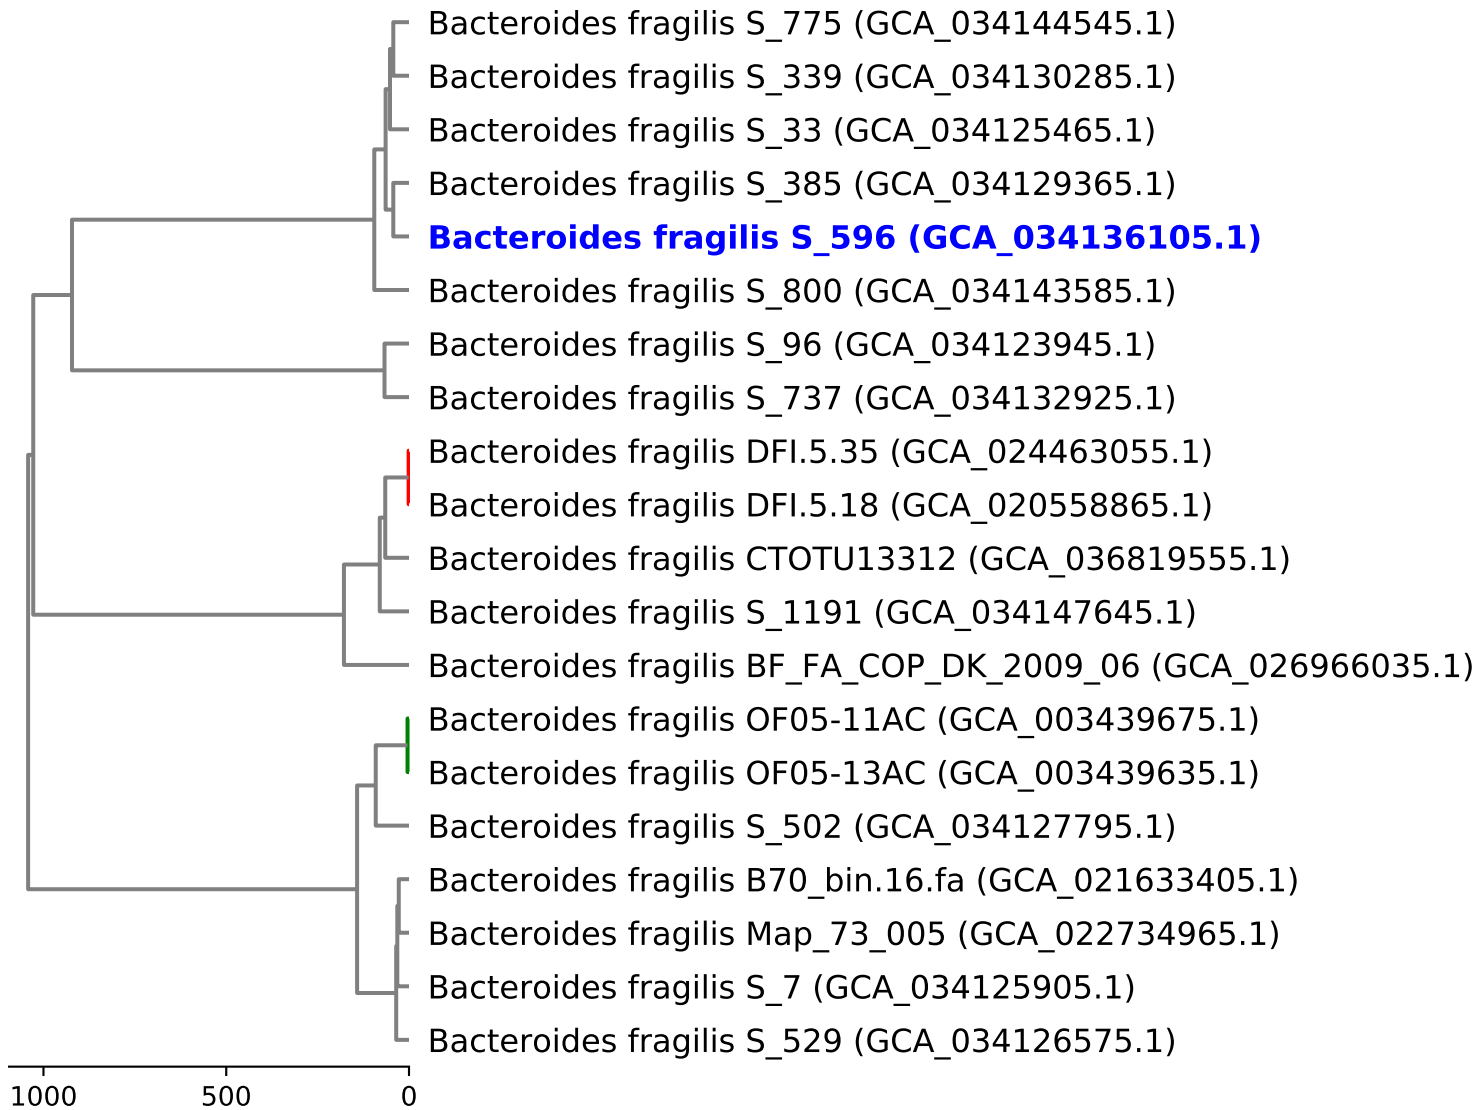 Bacteroides fragilis S_775 (GCA_034144545.1)
Bacteroides fragilis S_339 (GCA_034130285.1)
Bacteroides fragilis S_33 (GCA_034125465.1)
Bacteroides fragilis S_385 (GCA_034129365.1)
Bacteroides fragilis S_596 (GCA_034136105.1)
Bacteroides fragilis S_800 (GCA_034143585.1)
Bacteroides fragilis S_96 (GCA_034123945.1)
Bacteroides fragilis S_737 (GCA_034132925.1)
Bacteroides fragilis DFI.5.35 (GCA_024463055.1)
Bacteroides fragilis DFI.5.18 (GCA_020558865.1)
Bacteroides fragilis CTOTU13312 (GCA_036819555.1)
Bacteroides fragilis S_1191 (GCA_034147645.1)
Bacteroides fragilis BF_FA_COP_DK_2009_06 (GCA_026966035.1)
Bacteroides fragilis OF05-11AC (GCA_003439675.1)
Bacteroides fragilis OF05-13AC (GCA_003439635.1)
Bacteroides fragilis S_502 (GCA_034127795.1)
Bacteroides fragilis B70_bin.16.fa (GCA_021633405.1)
Bacteroides fragilis Map_73_005 (GCA_022734965.1)
Bacteroides fragilis S_7 (GCA_034125905.1)
Bacteroides fragilis S_529 (GCA_034126575.1)
1000 500 0